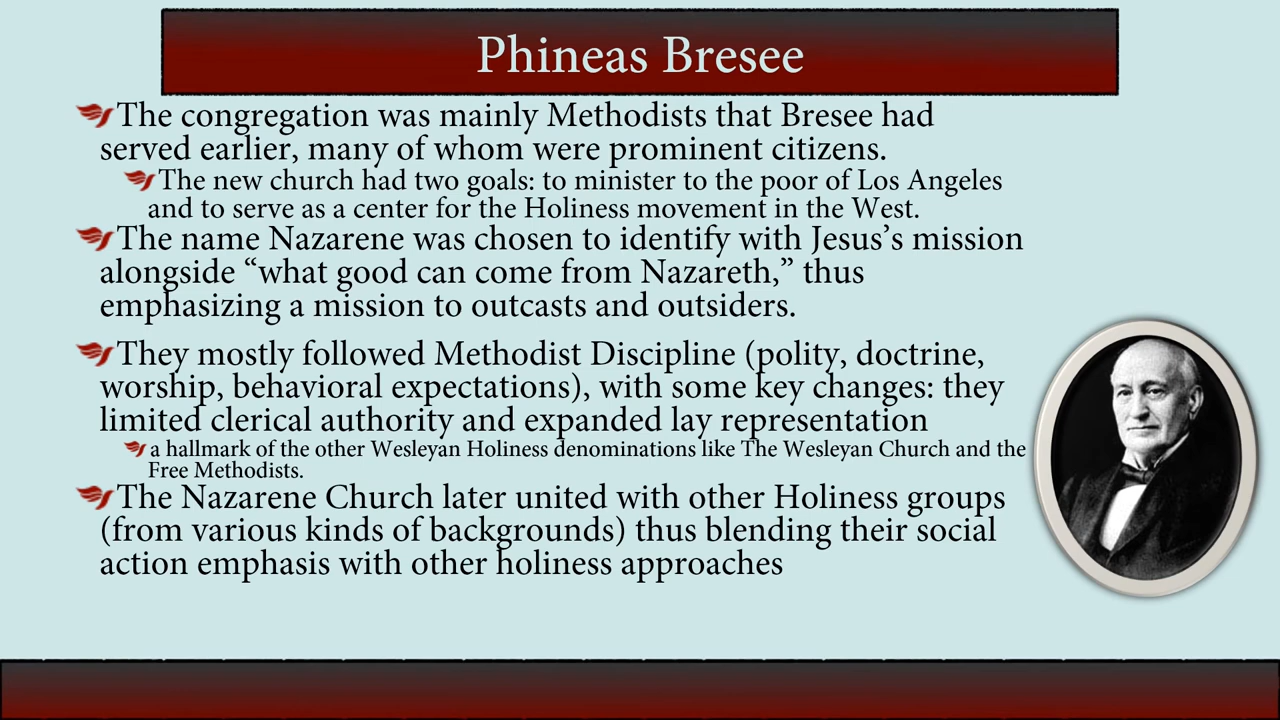 Phineas Bresee
The congregation was mainly Methodists that Bresee had
served earlier, many of whom were prominent citizens.
The new church had two goals: to minister to the poor of Los Angeles
and to serve as a center for the Holiness movement in the West.
The name Nazarene was chosen to identify with Jesus’s mission
alongside “what good can come from Nazareth,” thus
emphasizing a mission to outcasts and outsiders.
They mostly followed Methodist Discipline (polity, doctrine,
worship, behavioral expectations), with some key changes: they
limited clerical authority and expanded lay representation
a hallmark of the other Wesleyan Holiness denominations like The Wesleyan Church and the
Free Methodists.
The Nazarene Church later united with other Holiness groups
(from various kinds of backgrounds) thus blending their social
action emphasis with other holiness approaches